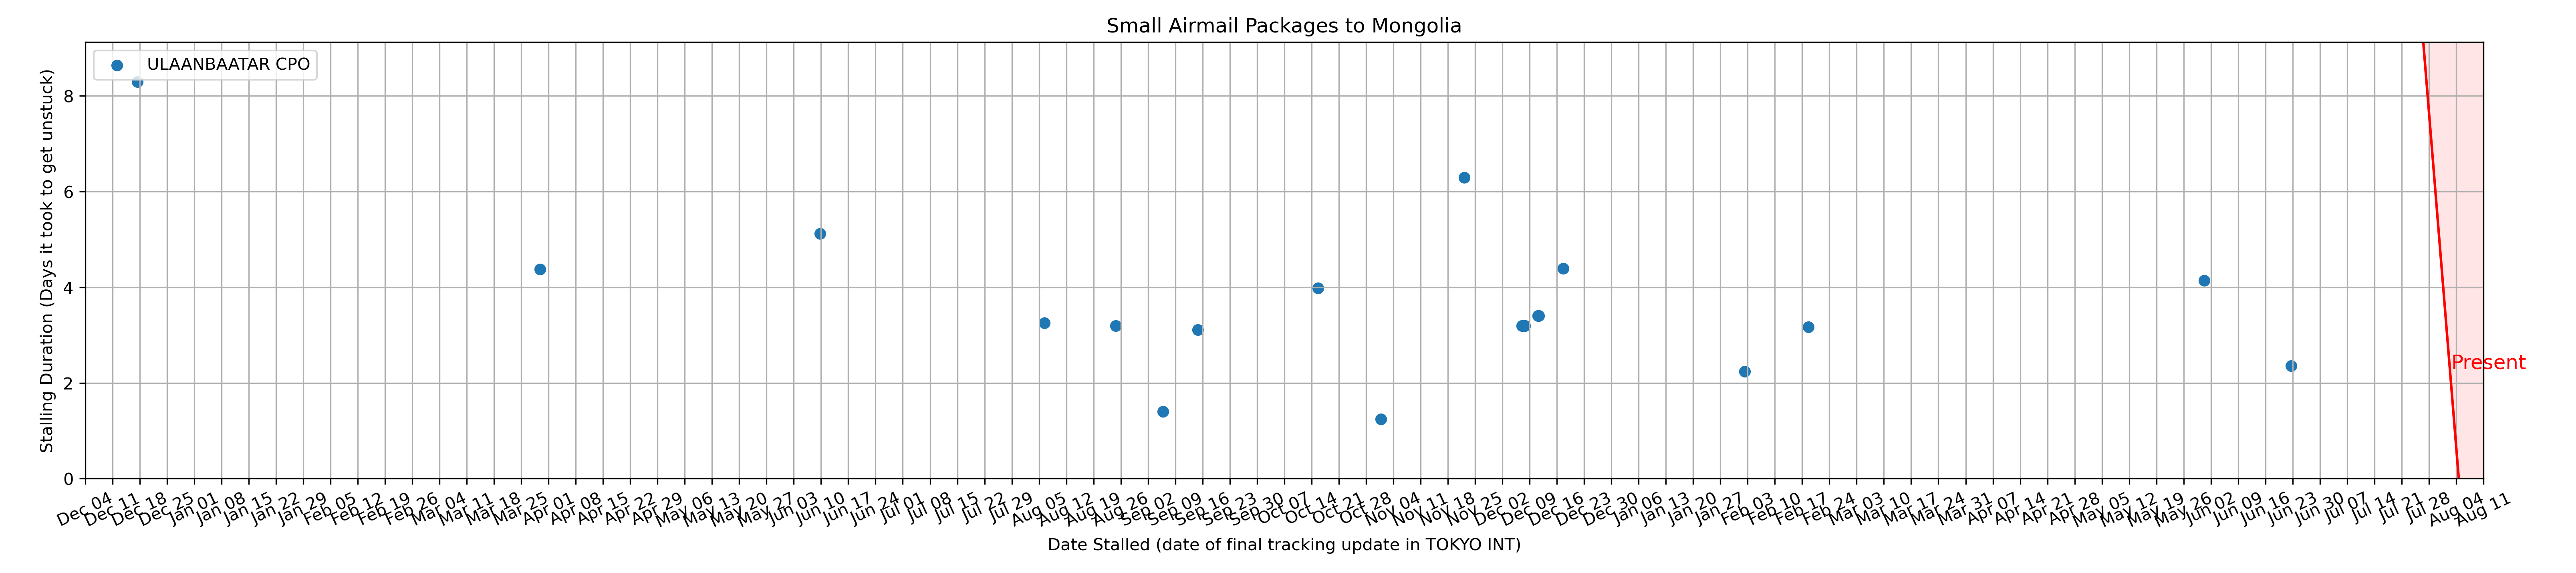 Small Airmail Packages to Mongolia
ULAANBAATAR CPO
Stalling Duration (Days it took to get unstuck)
8
6
4
2
0
Present
Dec 04
Dec 11
Dec 18
Dec 25
Jan 01
Jan 08
Jan 15
Jan 22
Jan 29
Feb 05
Feb 12
Feb 19
Feb 26
Mar 04
Mar 11
Mar 18
Mar 25
Apr 01
Apr 08
Apr 15
Apr 22
Apr 29
May 06
May 13
May 20
May 27
Jun 03
Jun 10
Jun 17
Jun 24
Jul 01
Jul 08
Jul 15
Jul 22
Jul 29
Aug 05
Aug 12
Aug 19
Aug 26
Sep 02
Sep 09
Sep 16
Sep 23
Sep 30
Oct 07
Oct 14
Oct 21
Oct 28
Nov 04
Nov 11
Nov 18
Nov 25
Dec 02
Dec 09
Dec 16
Dec 23
Dec 30
Jan 06
Jan 13
Jan 20
Jan 27
Feb 03
Feb 10
Feb 17
Feb 24
Mar 03
Mar 10
Mar 17
Mar 24
Mar 31
Apr 07
Apr 14
Apr 21
Apr 28
May 05
May 12
May 19
May 26
Jun 02
Jun 09
Jun 16
Jun 23
Jun 30
Jul 07
Jul 14
Jul 21
Jul 28
Aug 04
Aug 11
Date Stalled (date of final tracking update in TOKYO INT)